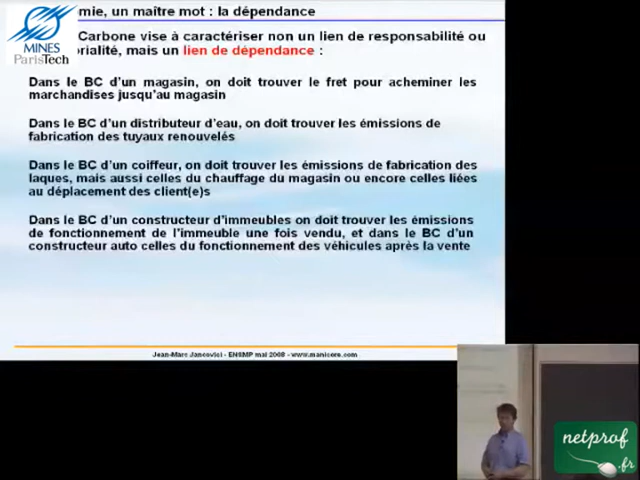 mie, un maître mot : la dépendance
MINES
ParisTech
Carbone vise à caractériser non un lien de responsabilité ou
rialité, mais un lien de dépendance :
Dans le BC d'un magasin, on doit trouver le fret pour acheminer les
marchandises jusqu'au magasin
Dans le BC d'un distributeur d'eau, on doit trouver les émissions de
fabrication des tuyaux renouvelés
Dans le BC d'un coiffeur, on doit trouver les émissions de fabrication des
laques, mais aussi celles du chauffage du magasin ou encore celles liées
au déplacement des client(e)s
Dans le BC d'un constructeur d'immeubles on doit trouver les émissions
de fonctionnement de l'immeuble une fois vendu, et dans le BC d'un
constructeur auto celles du fonctionnement des véhicules après la vente
Jean-Marc Jancovici - ENSMP mai 2008 - www.manicore.com
netprof
.fr